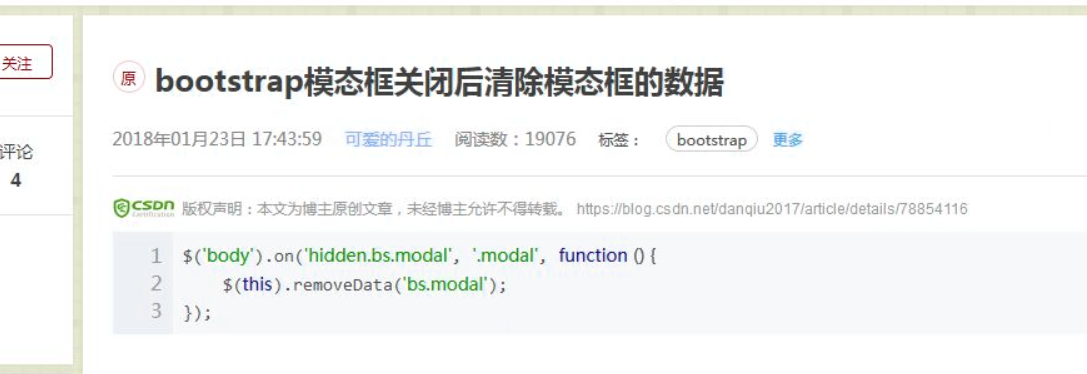 关注
评论
4
原 bootstrap模态框关闭后清除模态框的数据
2018年01月23日 17:43:59 可爱的丹丘 阅读数：19076 标签： bootstrap 更多
CSDN Certification 版权声明：本文为博主原创文章，未经博主允许不得转载。 https://blog.csdn.net/danqiu2017/article/details/78854116
1 $('body').on('hidden.bs.modal', '.modal', function () {
2 $(this).removeData('bs.modal');
3 });